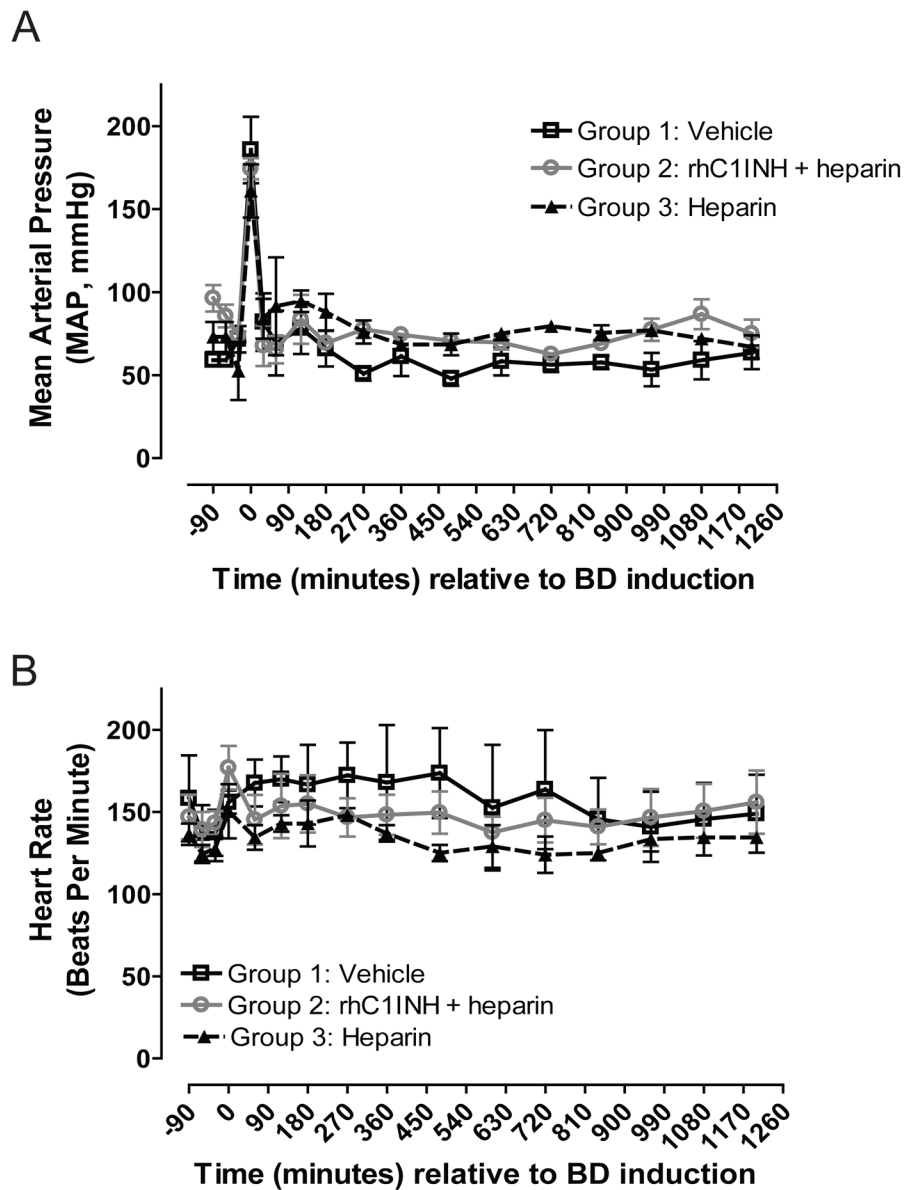 A
Mean Arterial Pressure
(MAP, mmHg)
200
150
100
50
0
Group 1: Vehicle
Group 2: rhC1INH + heparin
Group 3: Heparin
-90 0 90 180 270 360 450 540 630 720 810 900 990 1080 1170 1260
Time (minutes) relative to BD induction
B
Heart Rate
(Beats Per Minute)
200
150
100
50
0
Group 1: Vehicle
Group 2: rhC1INH + heparin
Group 3: Heparin
-90 0 90 180 270 360 450 540 630 720 810 900 990 1080 1170 1260
Time (minutes) relative to BD induction